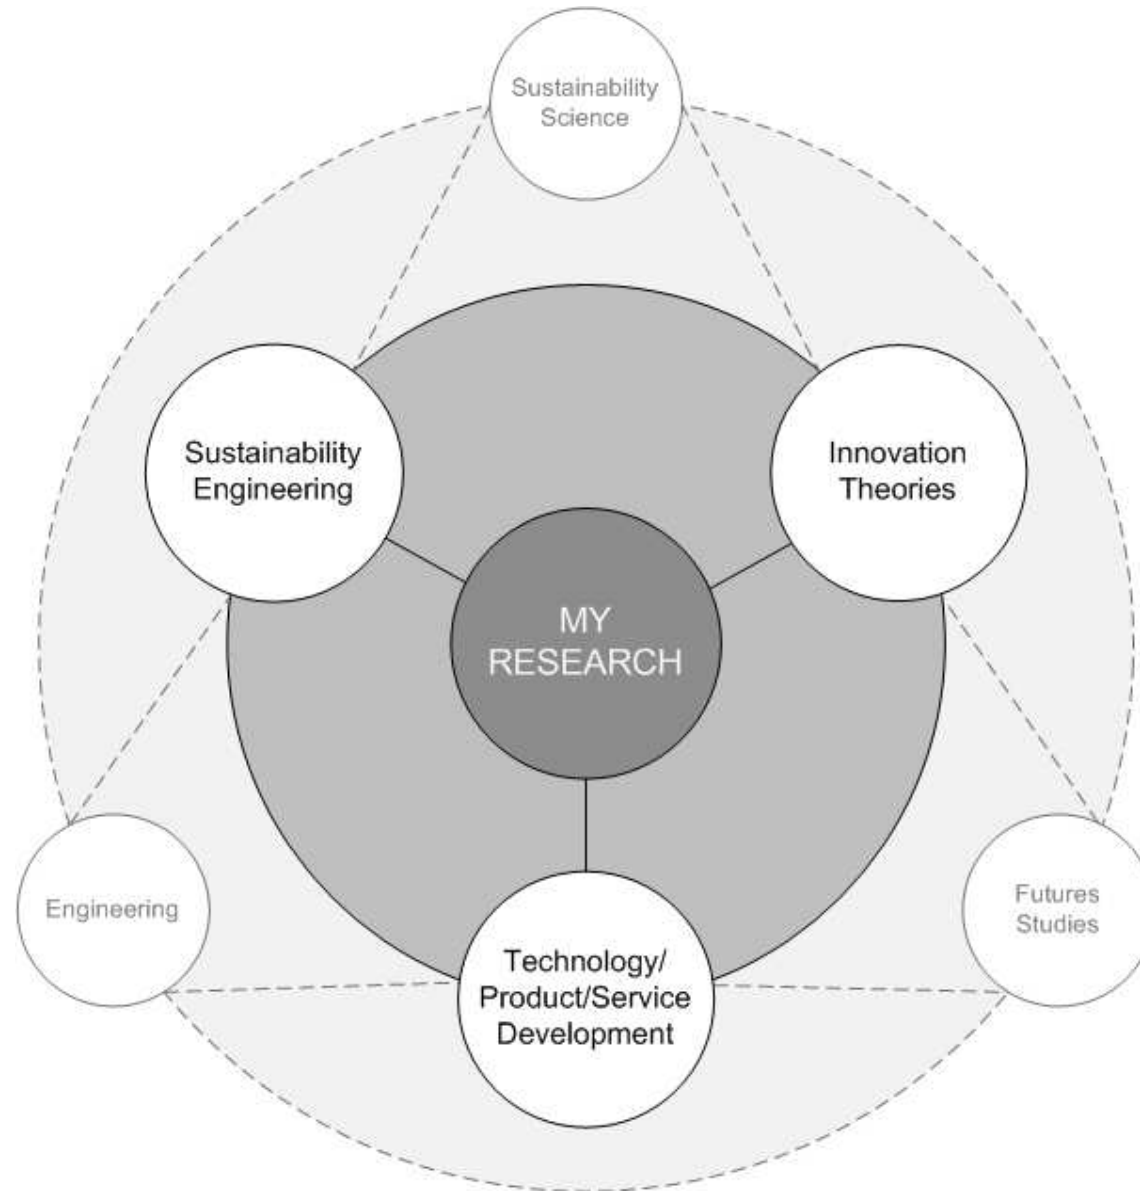 Sustainability
Science
Sustainability
Engineering
Innovation
Theories
MY
RESEARCH
Engineering
Futures
Studies
Technology/
Product/Service
Development